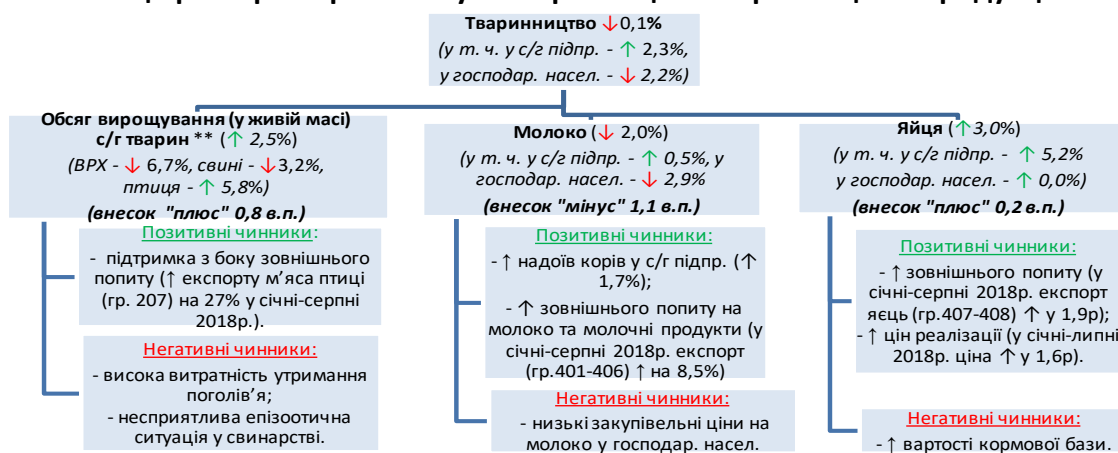 Тваринництво ↓0,1%
(у т. ч. у с/г підпр. - ↑ 2,3%,
у господар. насел. - ↓ 2,2%)
Обсяг вирощування (у живій масі)
с/г тварин ** (↑ 2,5%)
(ВРХ - ↓ 6,7%, свині - ↓3,2%,
птиця - ↑ 5,8%)
(внесок "плюс" 0,8 в.п.)
Позитивні чинники:
- підтримка з боку зовнішнього
попиту (↑ експорту м’яса птиці
(гр. 207) на 27% у січні-серпні
2018р.).
Негативні чинники:
- висока витратність утримання
поголів’я;
- несприятлива епізоотична
ситуація у свинарстві.
Молоко (↓ 2,0%)
(у т. ч. у с/г підпр. - ↑ 0,5%, у
господар. насел. - ↓ 2,9%
(внесок "мінус" 1,1 в.п.)
Позитивні чинники:
- ↑ надоїв корів у с/г підпр. (↑
1,7%);
- ↑ зовнішнього попиту на
молоко та молочні продукти (у
січні-серпні 2018р. експорт
(гр.401-406) ↑ на 8,5%)
Негативні чинники:
- низькі закупівельні ціни на
молоко у господар. насел.
Яйця (↑3,0%)
(у т. ч. у с/г підпр. - ↑ 5,2%
у господар. насел. - ↑ 0,0%)
(внесок "плюс" 0,2 в.п.)
Позитивні чинники:
- ↑ зовнішнього попиту (у
січні-серпні 2018р. експорт
яєць (гр.407-408) ↑ у 1,9р);
- ↑ цін реалізації (у січні-липні
2018р. ціна ↑ у 1,6р).
Негативні чинники:
- ↑ вартості кормової бази.